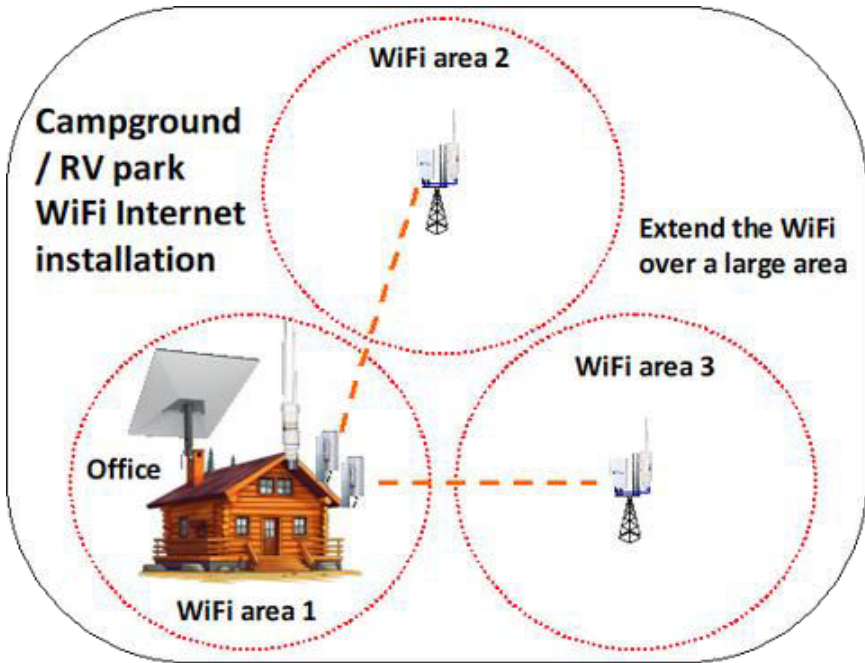 WiFi area 2
Campground
/ RV park
WiFi Internet
installation
Extend the WiFi
over a large area
WiFi area 3
Office
WiFi area 1